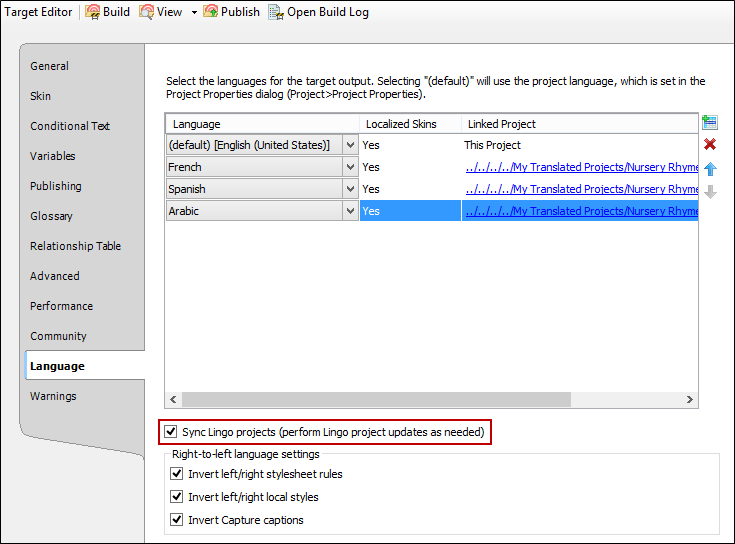 Target Editor Build View Publish Open Build Log
General
Skin
Conditional Text
Variables
Publishing
Glossary
Relationship Table
Advanced
Performance
Community
Language
Warnings
Select the languages for the target output. Selecting "(default)" will use the project language, which is set in the
Project Properties dialog (Project>Project Properties).
Language Localized Skins Linked Project
(default) [English (United States)] Yes This Project
French Yes ../../../../My Translated Projects/Nursery Rhyme
Spanish Yes ../../../../My Translated Projects/Nursery Rhyme
Arabic Yes ../../../../My Translated Projects/Nursery Rhyme
Sync Lingo projects (perform Lingo project updates as needed)
Right-to-left language settings
Invert left/right stylesheet rules
Invert left/right local styles
Invert Capture captions